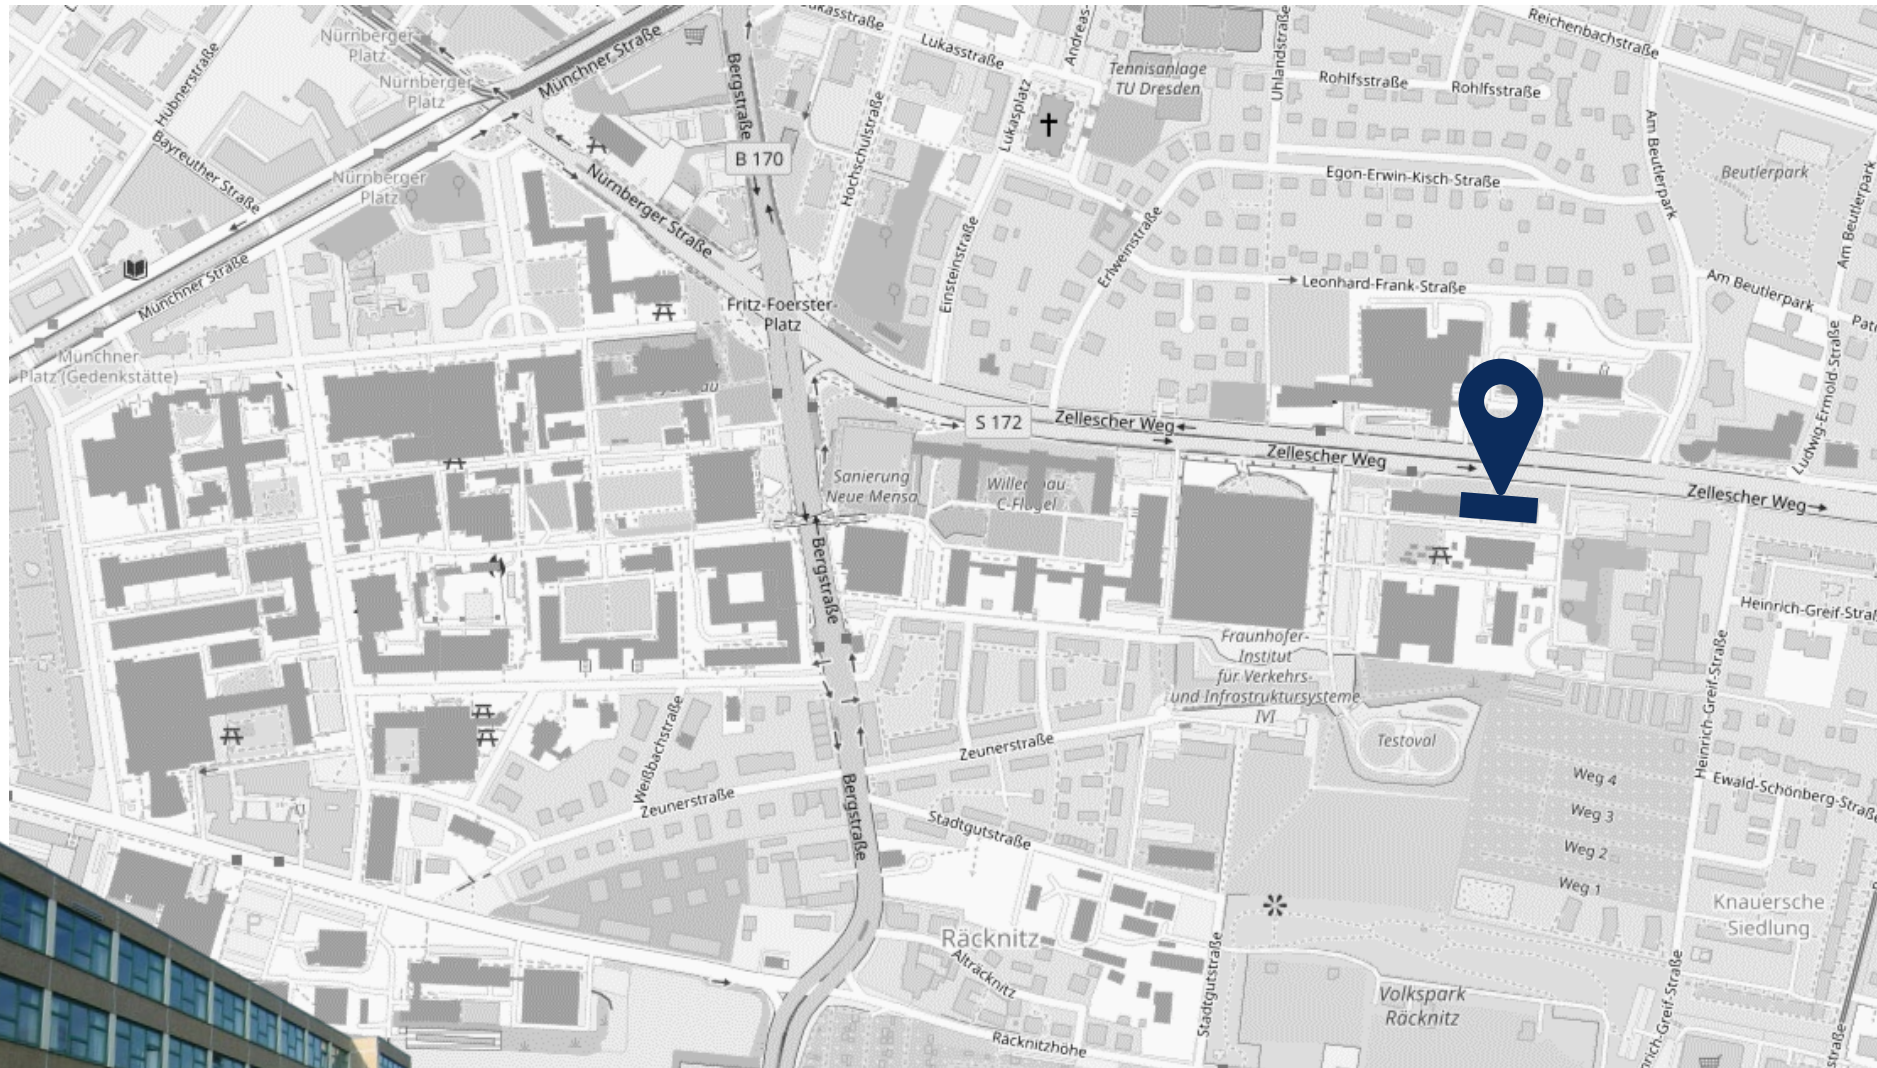 Nürnberger
Platz
Münchner Straße
Bergstraße
Lukasstraße
Andreas-
Tennisanlage
TU Dresden
Uhlandstraße
Rohlfsstraße
Rohlfsstraße
Reichenbachstraße
Hübnerstraße
Nürnberger
Platz
Bayreuther Straße
Nürnberger
Platz
B 170
Hochschulstraße
Lukasplatz
Egon-Erwin-Kisch-Straße
Am Beutlerpark
Beutlerpark
Am Beutlerpark
Nürnberger Straße
Einsteinstraße
Erlweinstraße
Leonhard-Frank-Straße
Am Beutlerpark
Münchner Straße
Fritz-Foerster-
Platz
Münchner
Platz (Gedenkstätte)
S 172
Zellescher Weg
Zellescher Weg
Zellescher Weg
Ludwig-Ermold-Straße
Sanierung
Neue Mensa
C-Flügel
Bergstraße
Fraunhofer-
Institut
für Verkehrs-
und Infrastruktursysteme
IVI
Heinrich-Greif-Straße
Testoval
Weißbachstraße
Zeunerstraße
Zeunerstraße
Bergstraße
Stadtgutstraße
Weg 4
Weg 3
Weg 2
Weg 1
Ewald-Schönberg-Straße
Knauersche
Siedlung
Räcknitz
Alträcknitz
Stadtgutstraße
Räcknitzhöhe
Volkspark
Räcknitz